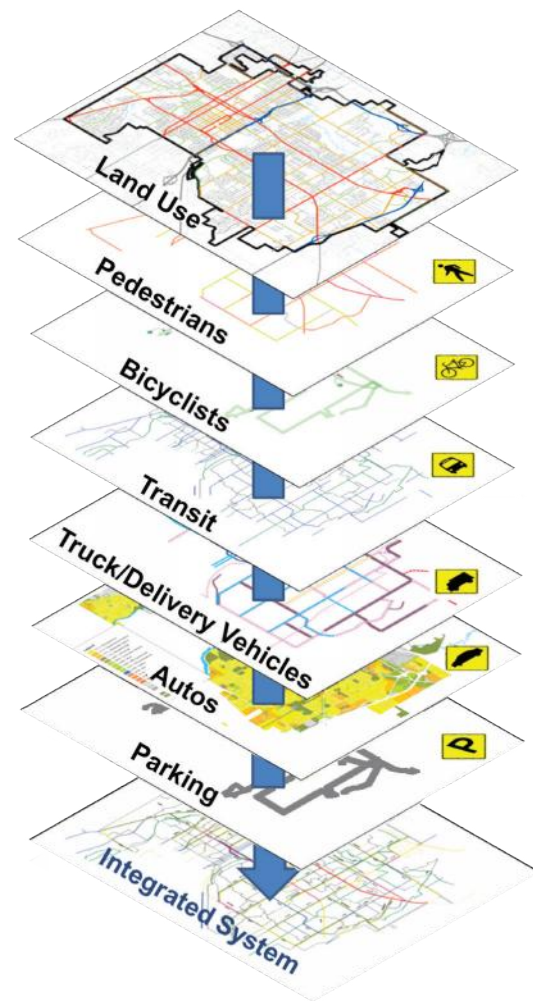 Land Use
Pedestrians
Bicyclists
Transit
Truck/Delivery Vehicles
Autos
Parking
P
Integrated System